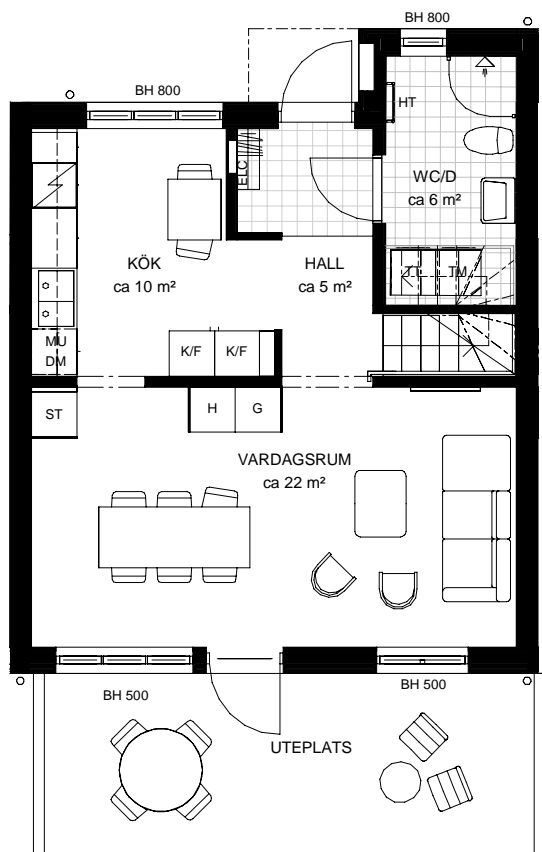 BH 800
BH 800
HT
ELC
WC/D
ca 6 m²
KÖK
ca 10 m²
HALL
ca 5 m²
TT TM
MU
DM
K/F K/F
ST
H G
VARDAGSRUM
ca 22 m²
BH 500
BH 500
UTEPLATS